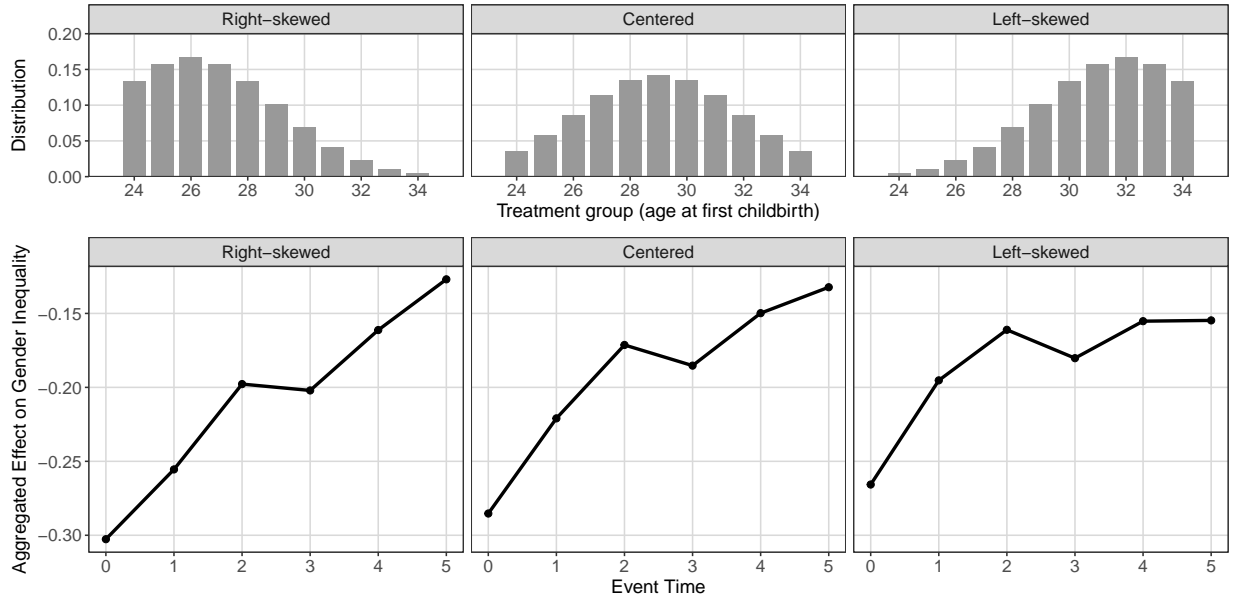 Right−skewed Centered Left−skewed
Distribution
0.20
0.15
0.10
0.05
0.00
24 26 28 30 32 34 24 26 28 30 32 34 24 26 28 30 32 34
Treatment group (age at first childbirth)
Right−skewed Centered Left−skewed
Aggregated Effect on Gender Inequality
−0.15
−0.20
−0.25
−0.30
0 1 2 3 4 5 0 1 2 3 4 5 0 1 2 3 4 5
Event Time